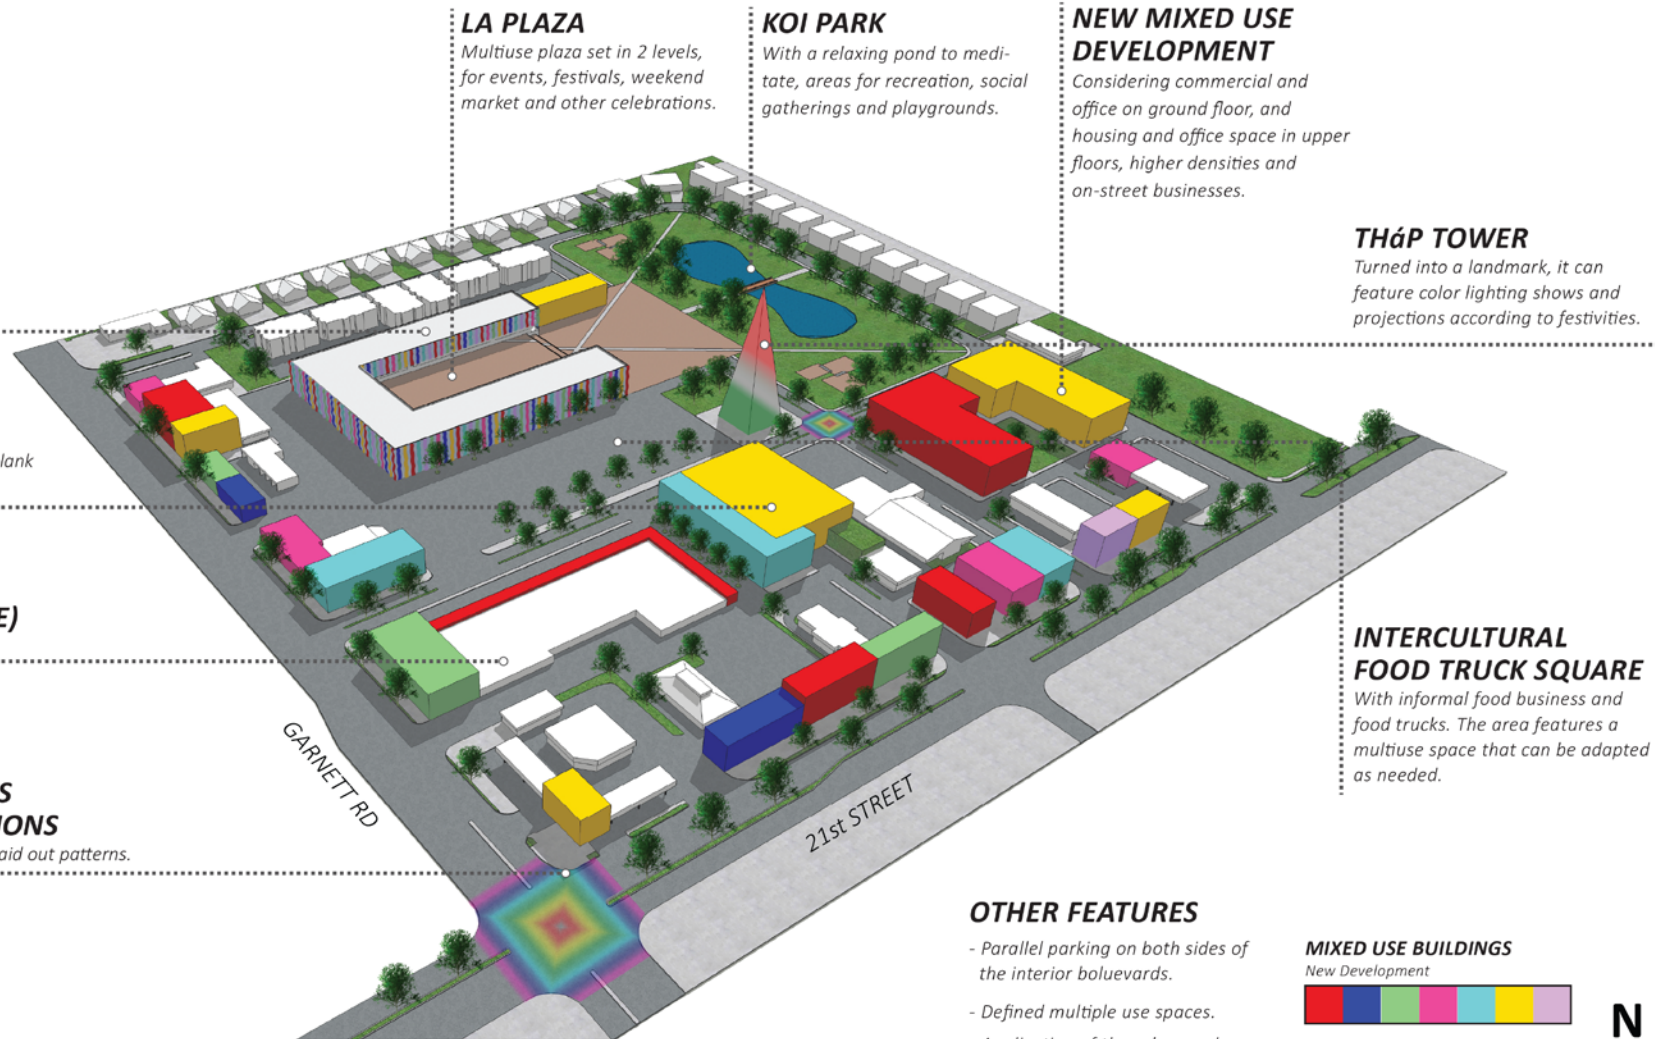 LA PLAZA
Multiuse plaza set in 2 levels,
for events, festivals, weekend
market and other celebrations.
KOI PARK
With a relaxing pond to medi-
tate, areas for recreation, social
gatherings and playgrounds.
NEW MIXED USE
DEVELOPMENT
Considering commercial and
office on ground floor, and
housing and office space in upper
floors, higher densities and
on-street businesses.
THáP TOWER
Turned into a landmark, it can
feature color lighting shows and
projections according to festivities.
lank
E)
INTERCULTURAL
FOOD TRUCK SQUARE
With informal food business and
food trucks. The area features a
multiuse space that can be adapted
as needed.
GARNETT RD
21st STREET
S
IONS
aid out patterns.
OTHER FEATURES
- Parallel parking on both sides of
the interior boluevards.
- Defined multiple use spaces.
MIXED USE BUILDINGS
New Development
N